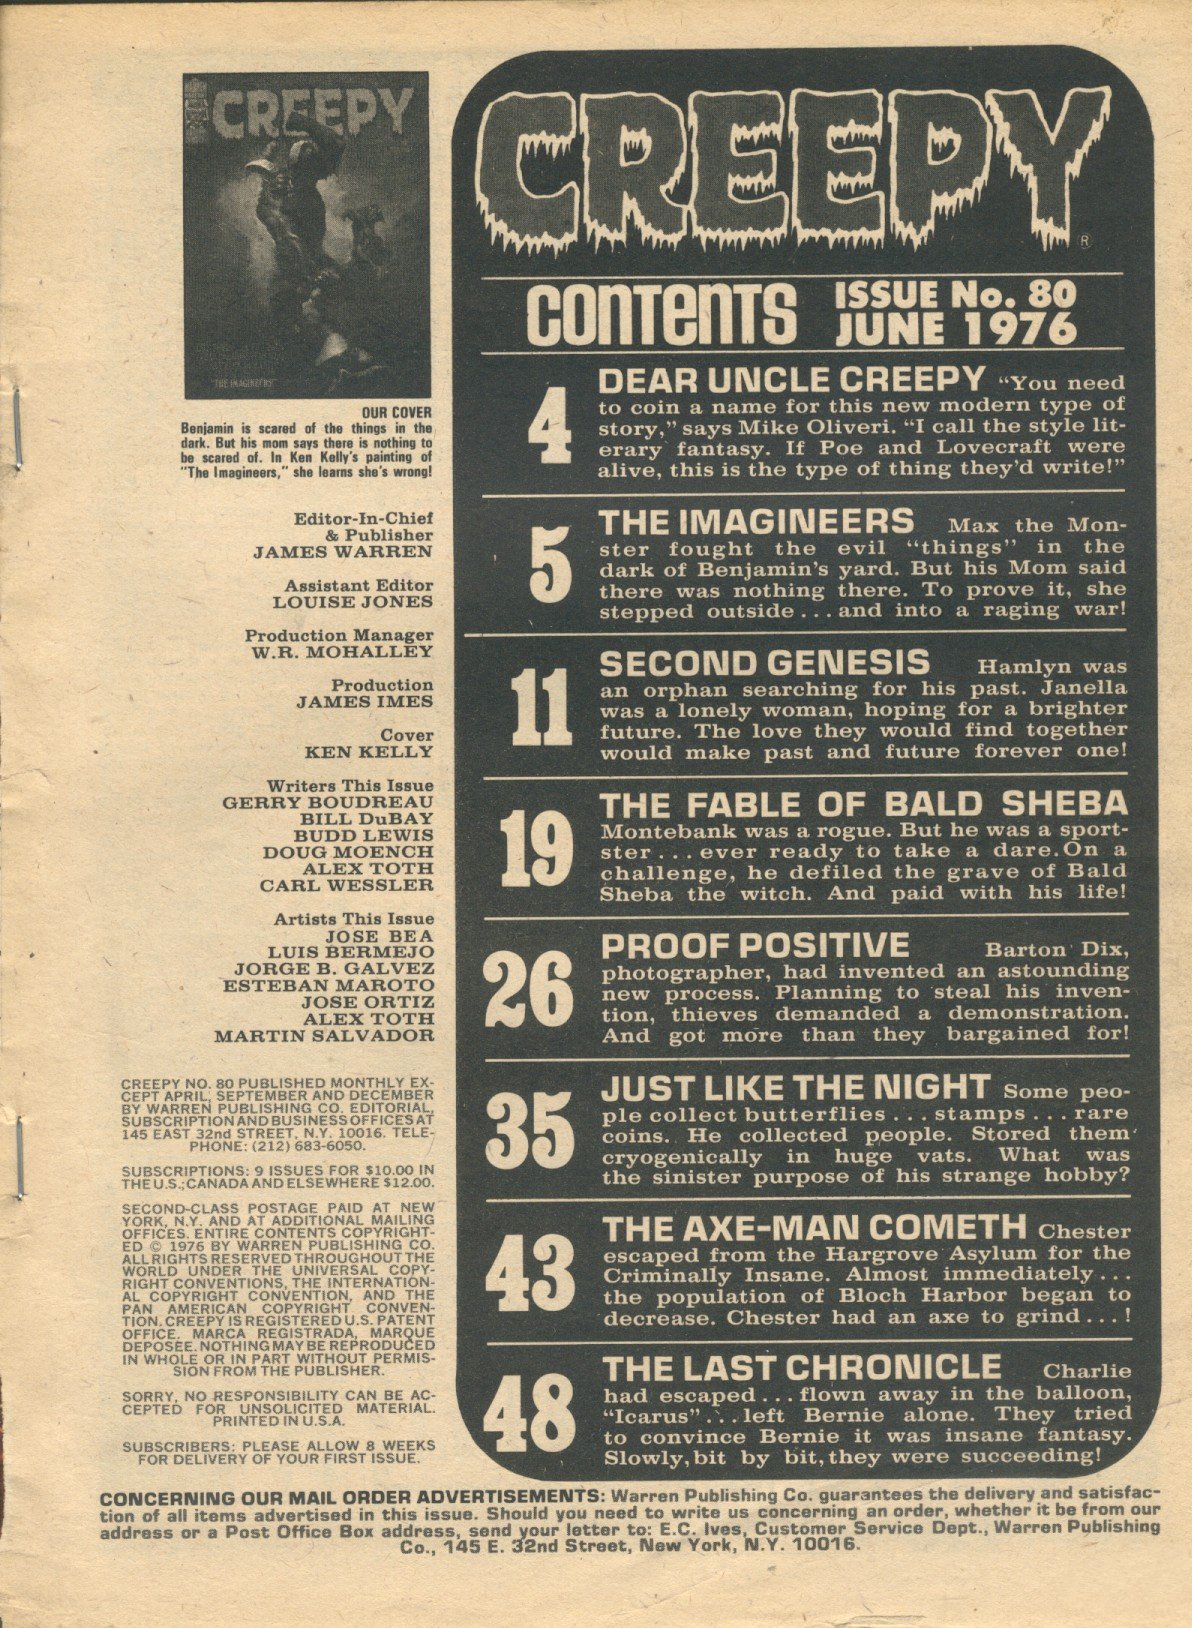 CREEPY
THE IMAGINEERS
OUR COVER
Benjamin is scared of the things in the
dark. But his mom says there is nothing to
be scared of. In Ken Kelly's painting of
"The Imagineers," she learns she's wrong!
Editor-In-Chief
& Publisher
JAMES WARREN
Assistant Editor
LOUISE JONES
Production Manager
W.R. MOHALLEY
Production
JAMES IMES
Cover
KEN KELLY
Writers This Issue
GERRY BOUDREAU
BILL DuBAY
BUDD LEWIS
DOUG MOENCH
ALEX TOTH
CARL WESSLER
Artists This Issue
JOSE BEA
LUIS BERMEJO
JORGE B. GALVEZ
ESTEBAN MAROTO
JOSE ORTIZ
ALEX TOTH
MARTIN SALVADOR
CREEPY NO. 80 PUBLISHED MONTHLY EX-
CEPT APRIL, SEPTEMBER AND DECEMBER
BY WARREN PUBLISHING CO. EDITORIAL,
SUBSCRIPTION AND BUSINESS OFFICES AT
145 EAST 32nd STREET, N.Y. 10016. TELE-
PHONE: (212) 683-6050.
SUBSCRIPTIONS: 9 ISSUES FOR $10.00 IN
THE U.S.; CANADA AND ELSEWHERE $12.00.
SECOND-CLASS POSTAGE PAID AT NEW
YORK, N.Y. AND AT ADDITIONAL MAILING
OFFICES. ENTIRE CONTENTS COPYRIGHT-
ED © 1976 BY WARREN PUBLISHING CO.
ALL RIGHTS RESERVED THROUGHOUT THE
WORLD UNDER THE UNIVERSAL COPY-
RIGHT CONVENTIONS, THE INTERNATION-
AL COPYRIGHT CONVENTION, AND THE
PAN AMERICAN COPYRIGHT CONVEN-
TION. CREEPY IS REGISTERED U.S. PATENT
OFFICE. MARCA REGISTRADA, MARQUE
DEPOSEE. NOTHING MAY BE REPRODUCED
IN WHOLE OR IN PART WITHOUT PERMIS-
SION FROM THE PUBLISHER.
SORRY, NO RESPONSIBILITY CAN BE AC-
CEPTED FOR UNSOLICITED MATERIAL.
PRINTED IN U.S.A.
SUBSCRIBERS: PLEASE ALLOW 8 WEEKS
FOR DELIVERY OF YOUR FIRST ISSUE.
CREEPY ®
CONTENTS ISSUE No. 80
JUNE 1976
4 DEAR UNCLE CREEPY "You need
to coin a name for this new modern type of
story," says Mike Oliveri. "I call the style lit-
erary fantasy. If Poe and Lovecraft were
alive, this is the type of thing they'd write!"
5 THE IMAGINEERS Max the Mon-
ster fought the evil "things" in the
dark of Benjamin's yard. But his Mom said
there was nothing there. To prove it, she
stepped outside...and into a raging war!
11 SECOND GENESIS Hamlyn was
an orphan searching for his past. Janella
was a lonely woman, hoping for a brighter
future. The love they would find together
would make past and future forever one!
19 THE FABLE OF BALD SHEBA
Montebank was a rogue. But he was a sport-
ster...ever ready to take a dare. On a
challenge, he defiled the grave of Bald
Sheba the witch. And paid with his life!
26 PROOF POSITIVE Barton Dix,
photographer, had invented an astounding
new process. Planning to steal his inven-
tion, thieves demanded a demonstration.
And got more than they bargained for!
35 JUST LIKE THE NIGHT Some peo-
ple collect butterflies...stamps...rare
coins. He collected people. Stored them
cryogenically in huge vats. What was
the sinister purpose of his strange hobby?
43 THE AXE-MAN COMETH Chester
escaped from the Hargrove Asylum for the
Criminally Insane. Almost immediately...
the population of Bloch Harbor began to
decrease. Chester had an axe to grind...!
48 THE LAST CHRONICLE Charlie
had escaped...flown away in the balloon,
"Icarus"...left Bernie alone. They tried
to convince Bernie it was insane fantasy.
Slowly, bit by bit, they were succeeding!
CONCERNING OUR MAIL ORDER ADVERTISEMENTS: Warren Publishing Co. guarantees the delivery and satisfac-
tion of all items advertised in this issue. Should you need to write us concerning an order, whether it be from our
address or a Post Office Box address, send your letter to: E.C. Ives, Customer Service Dept., Warren Publishing
Co., 145 E. 32nd Street, New York, N.Y. 10016.